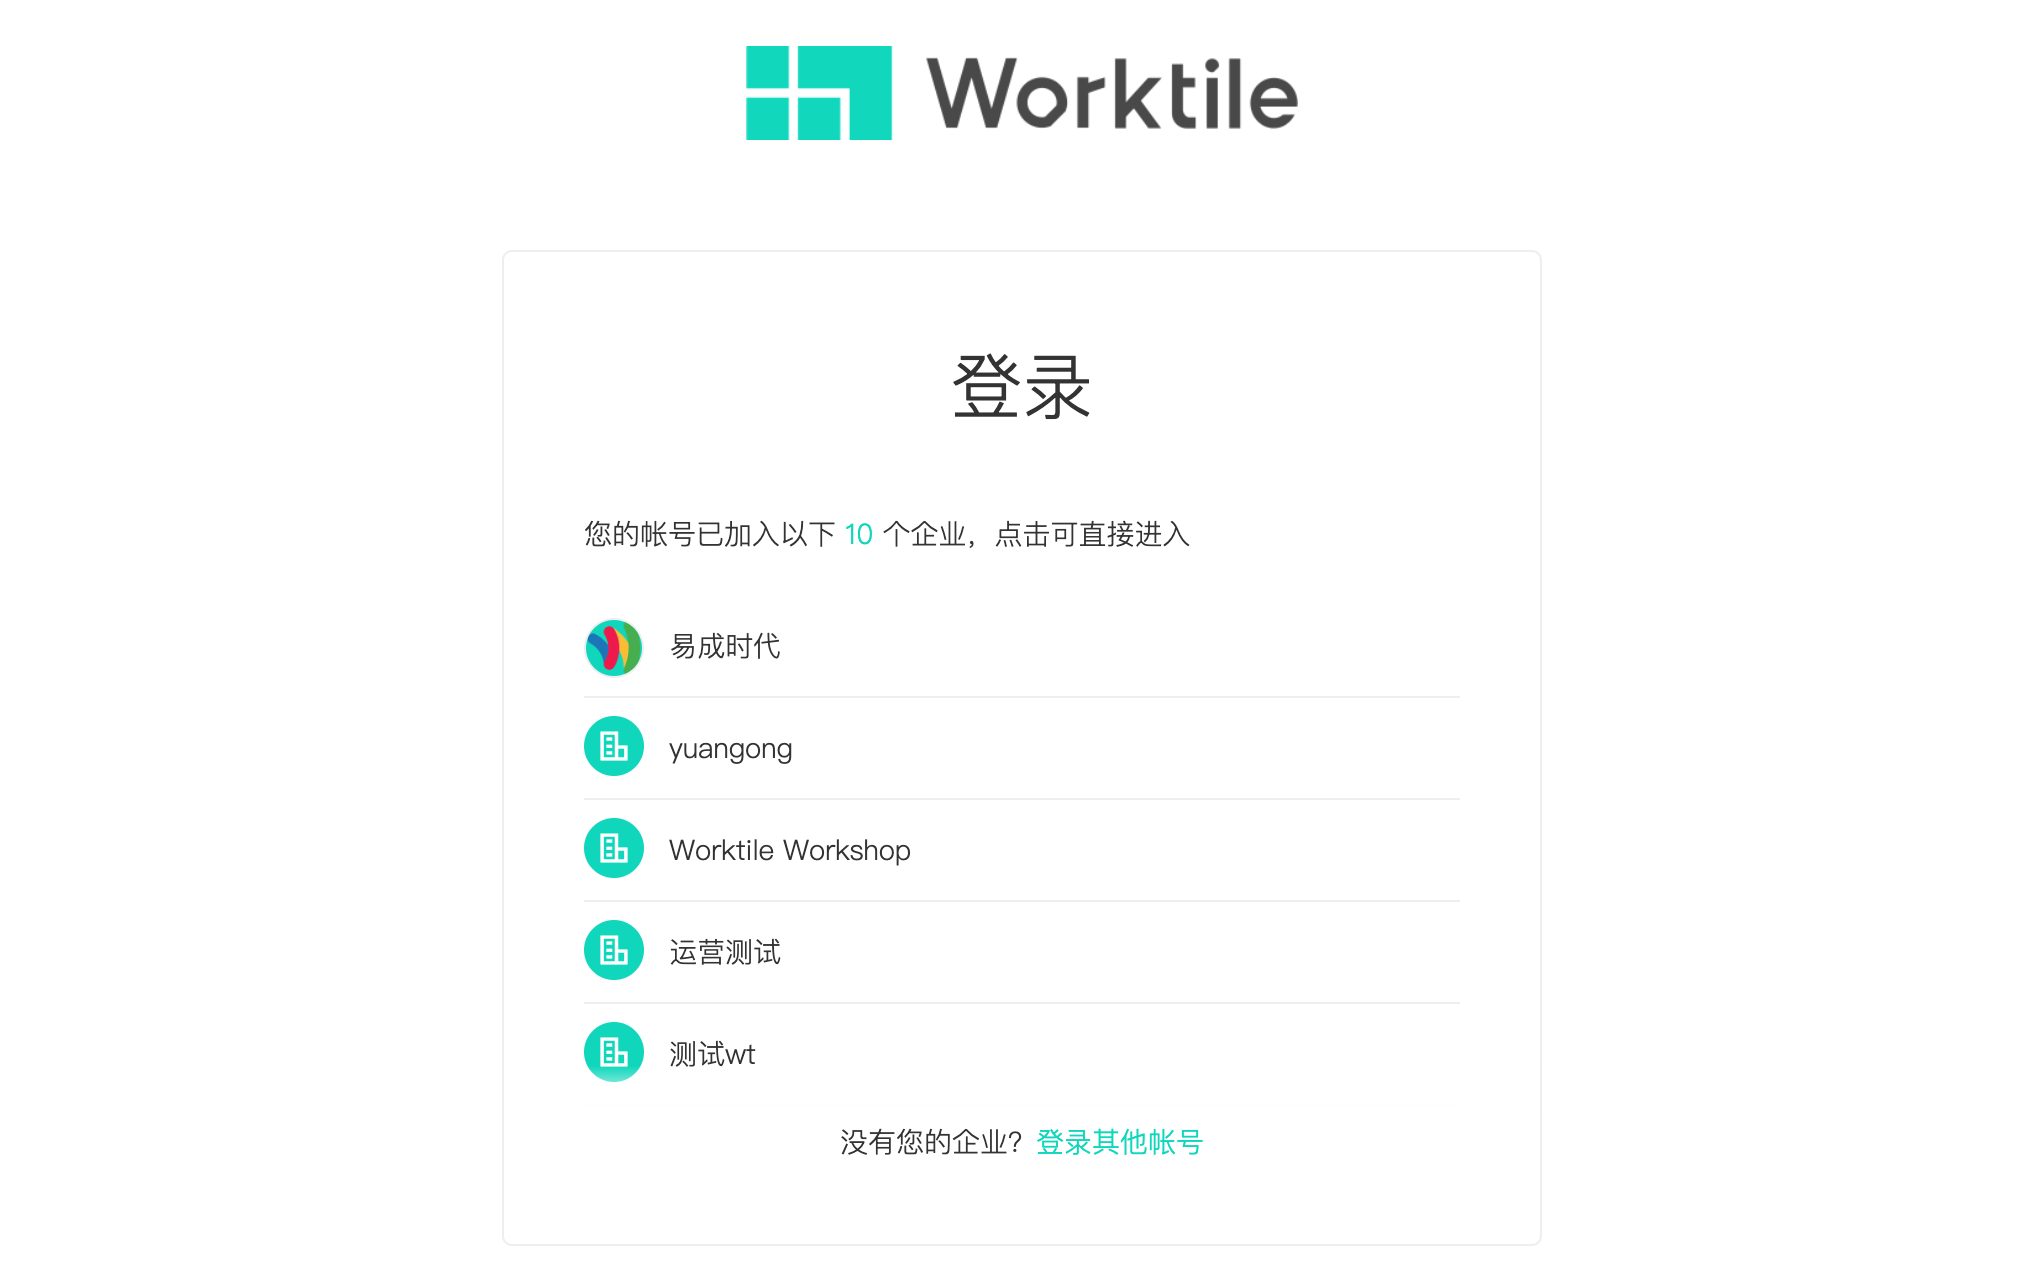 Worktile
登录
您的帐号已加入以下 10 个企业，点击可直接进入
易成时代
yuangong
Worktile Workshop
运营测试
测试wt
没有您的企业？登录其他帐号